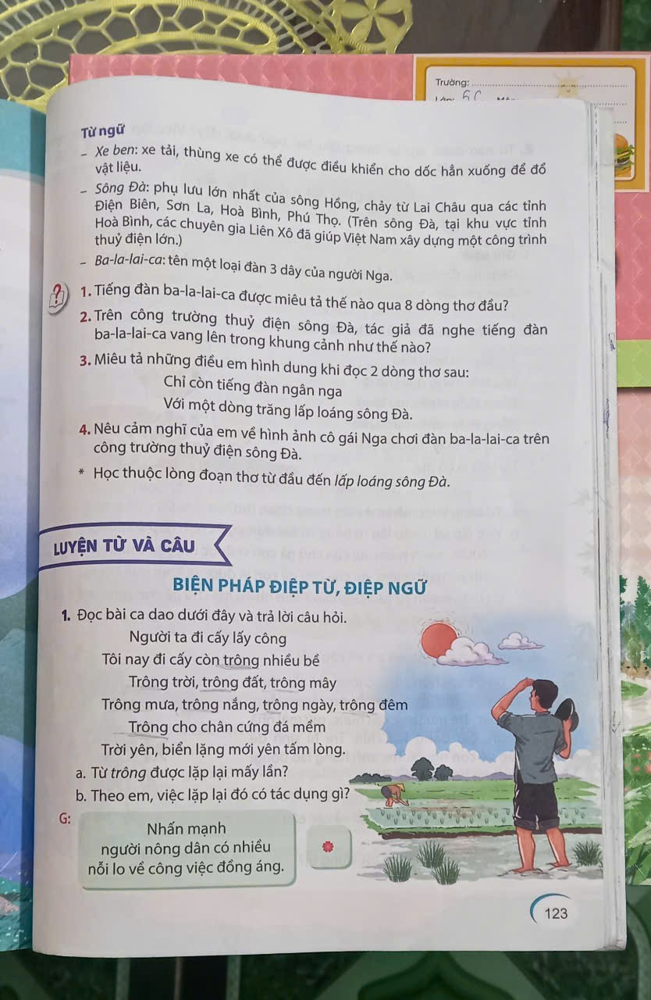 Trường:
5C
Từ ngữ
– Xe ben: xe tải, thùng xe có thể được điều khiển cho dốc hẳn xuống để đổ
vật liệu.
– Sông Đà: phụ lưu lớn nhất của sông Hồng, chảy từ Lai Châu qua các tỉnh
Điện Biên, Sơn La, Hoà Bình, Phú Thọ. (Trên sông Đà, tại khu vực tỉnh
Hoà Bình, các chuyên gia Liên Xô đã giúp Việt Nam xây dựng một công trình
thuỷ điện lớn.)
– Ba-la-lai-ca: tên một loại đàn 3 dây của người Nga.
1. Tiếng đàn ba-la-lai-ca được miêu tả thế nào qua 8 dòng thơ đầu?
2. Trên công trường thuỷ điện sông Đà, tác giả đã nghe tiếng đàn
ba-la-lai-ca vang lên trong khung cảnh như thế nào?
3. Miêu tả những điều em hình dung khi đọc 2 dòng thơ sau:
Chỉ còn tiếng đàn ngân nga
Với một dòng trăng lấp loáng sông Đà.
4. Nêu cảm nghĩ của em về hình ảnh cô gái Nga chơi đàn ba-la-lai-ca trên
công trường thuỷ điện sông Đà.
* Học thuộc lòng đoạn thơ từ đầu đến lấp loáng sông Đà.
LUYỆN TỪ VÀ CÂU
BIỆN PHÁP ĐIỆP TỪ, ĐIỆP NGỮ
1. Đọc bài ca dao dưới đây và trả lời câu hỏi.
Người ta đi cấy lấy công
Tôi nay đi cấy còn trông nhiều bề
Trông trời, trông đất, trông mây
Trông mưa, trông nắng, trông ngày, trông đêm
Trông cho chân cứng đá mềm
Trời yên, biển lặng mới yên tấm lòng.
a. Từ trông được lặp lại mấy lần?
b. Theo em, việc lặp lại đó có tác dụng gì?
G:
Nhấn mạnh
người nông dân có nhiều
nỗi lo về công việc đồng áng.
123